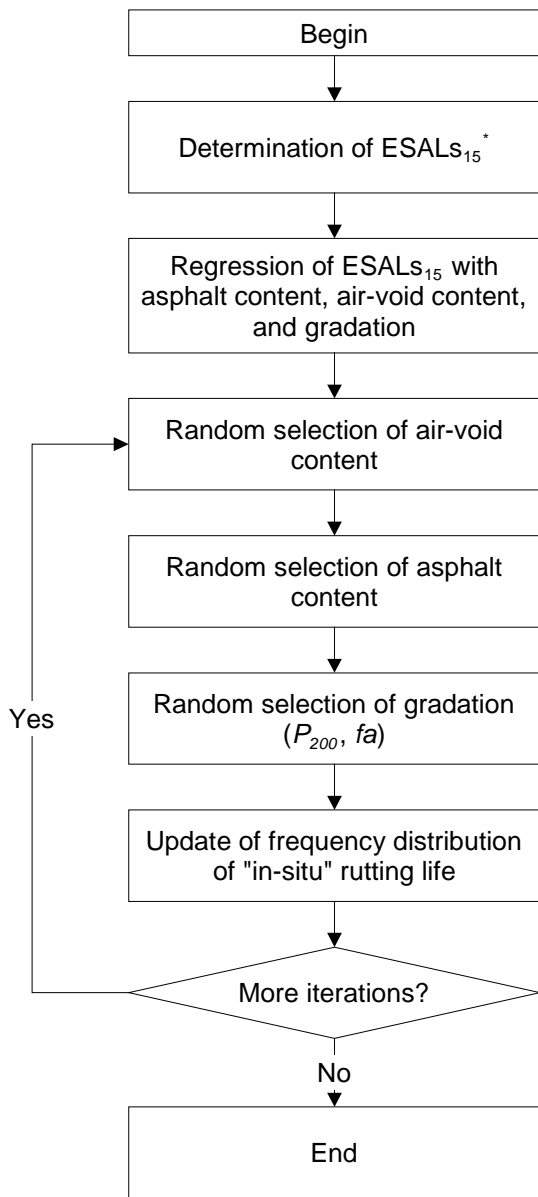 Begin
Determination of ESALs₁₅*
Regression of ESALs₁₅ with
asphalt content, air-void content,
and gradation
Random selection of air-void
content
Random selection of asphalt
content
Random selection of gradation
(P₂₀₀, fa)
Yes
Update of frequency distribution
of "in-situ" rutting life
More iterations?
No
End